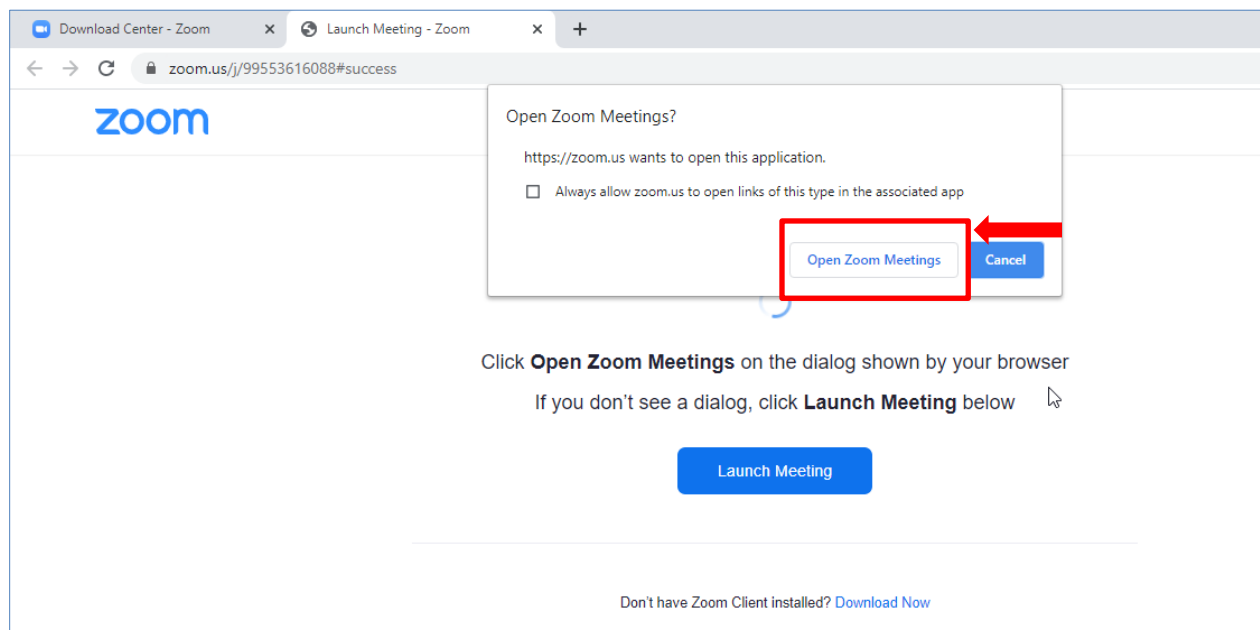 Download Center - Zoom
Launch Meeting - Zoom
zoom.us/j/99553616088#success
zoom
Open Zoom Meetings?
https://zoom.us wants to open this application.
Always allow zoom.us to open links of this type in the associated app
Open Zoom Meetings
Cancel
Click Open Zoom Meetings on the dialog shown by your browser
If you don't see a dialog, click Launch Meeting below
Launch Meeting
Don't have Zoom Client installed? Download Now